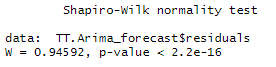 Shapiro-Wilk normality test
data:  TT.Arima_forecast$residuals
W = 0.94592, p-value < 2.2e-16